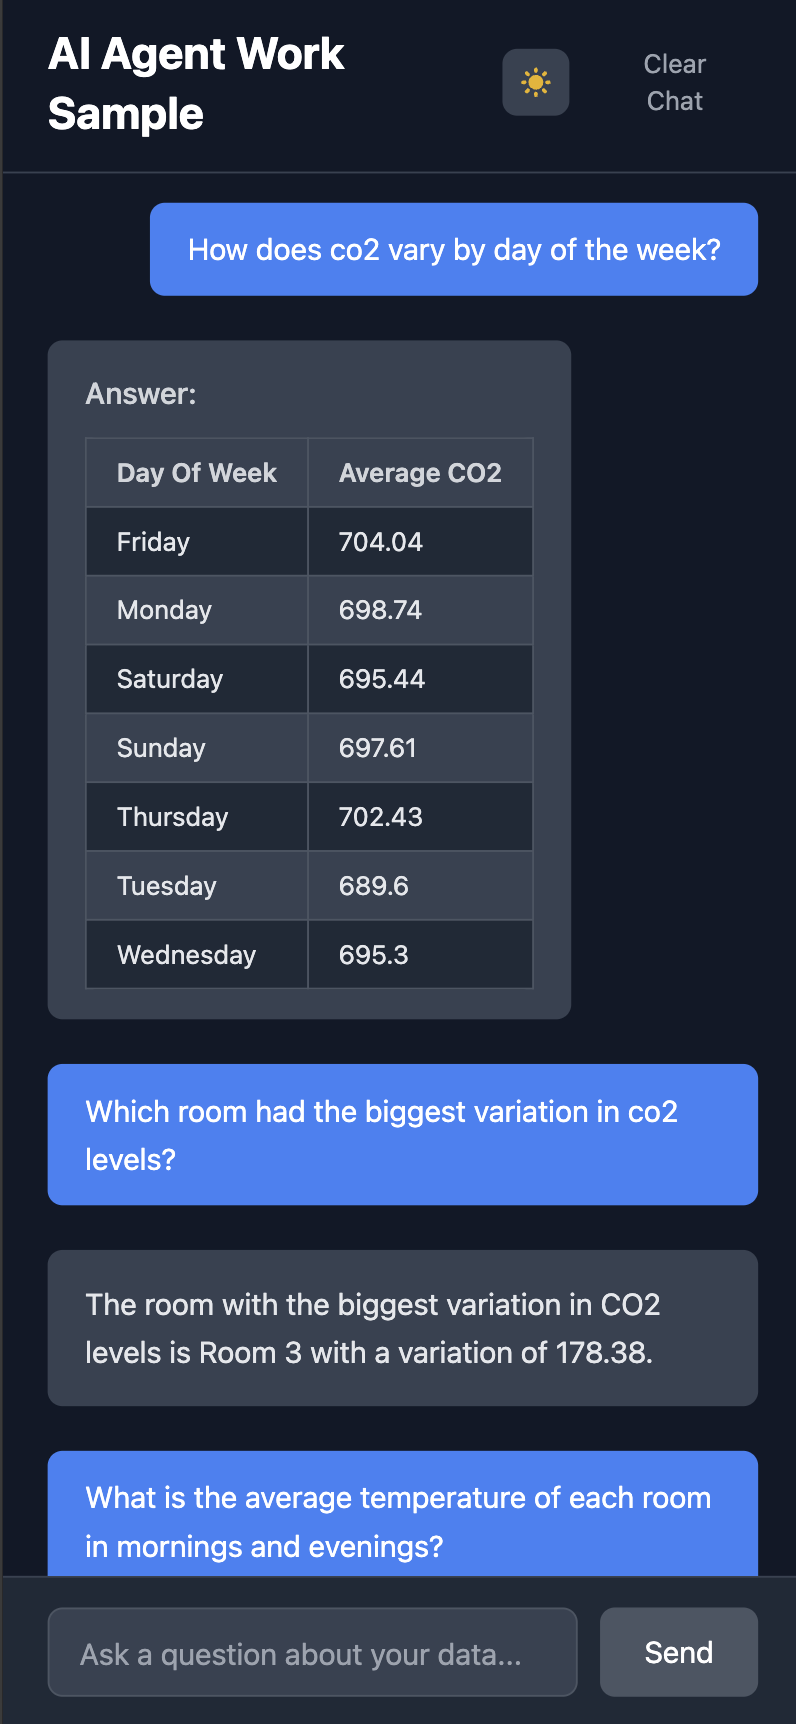 AI Agent Work
Sample
Clear
Chat
How does co2 vary by day of the week?
Answer:
Day Of Week Average CO2
Friday 704.04
Monday 698.74
Saturday 695.44
Sunday 697.61
Thursday 702.43
Tuesday 689.6
Wednesday 695.3
Which room had the biggest variation in co2
levels?
The room with the biggest variation in CO2
levels is Room 3 with a variation of 178.38.
What is the average temperature of each room
in mornings and evenings?
Ask a question about your data...
Send